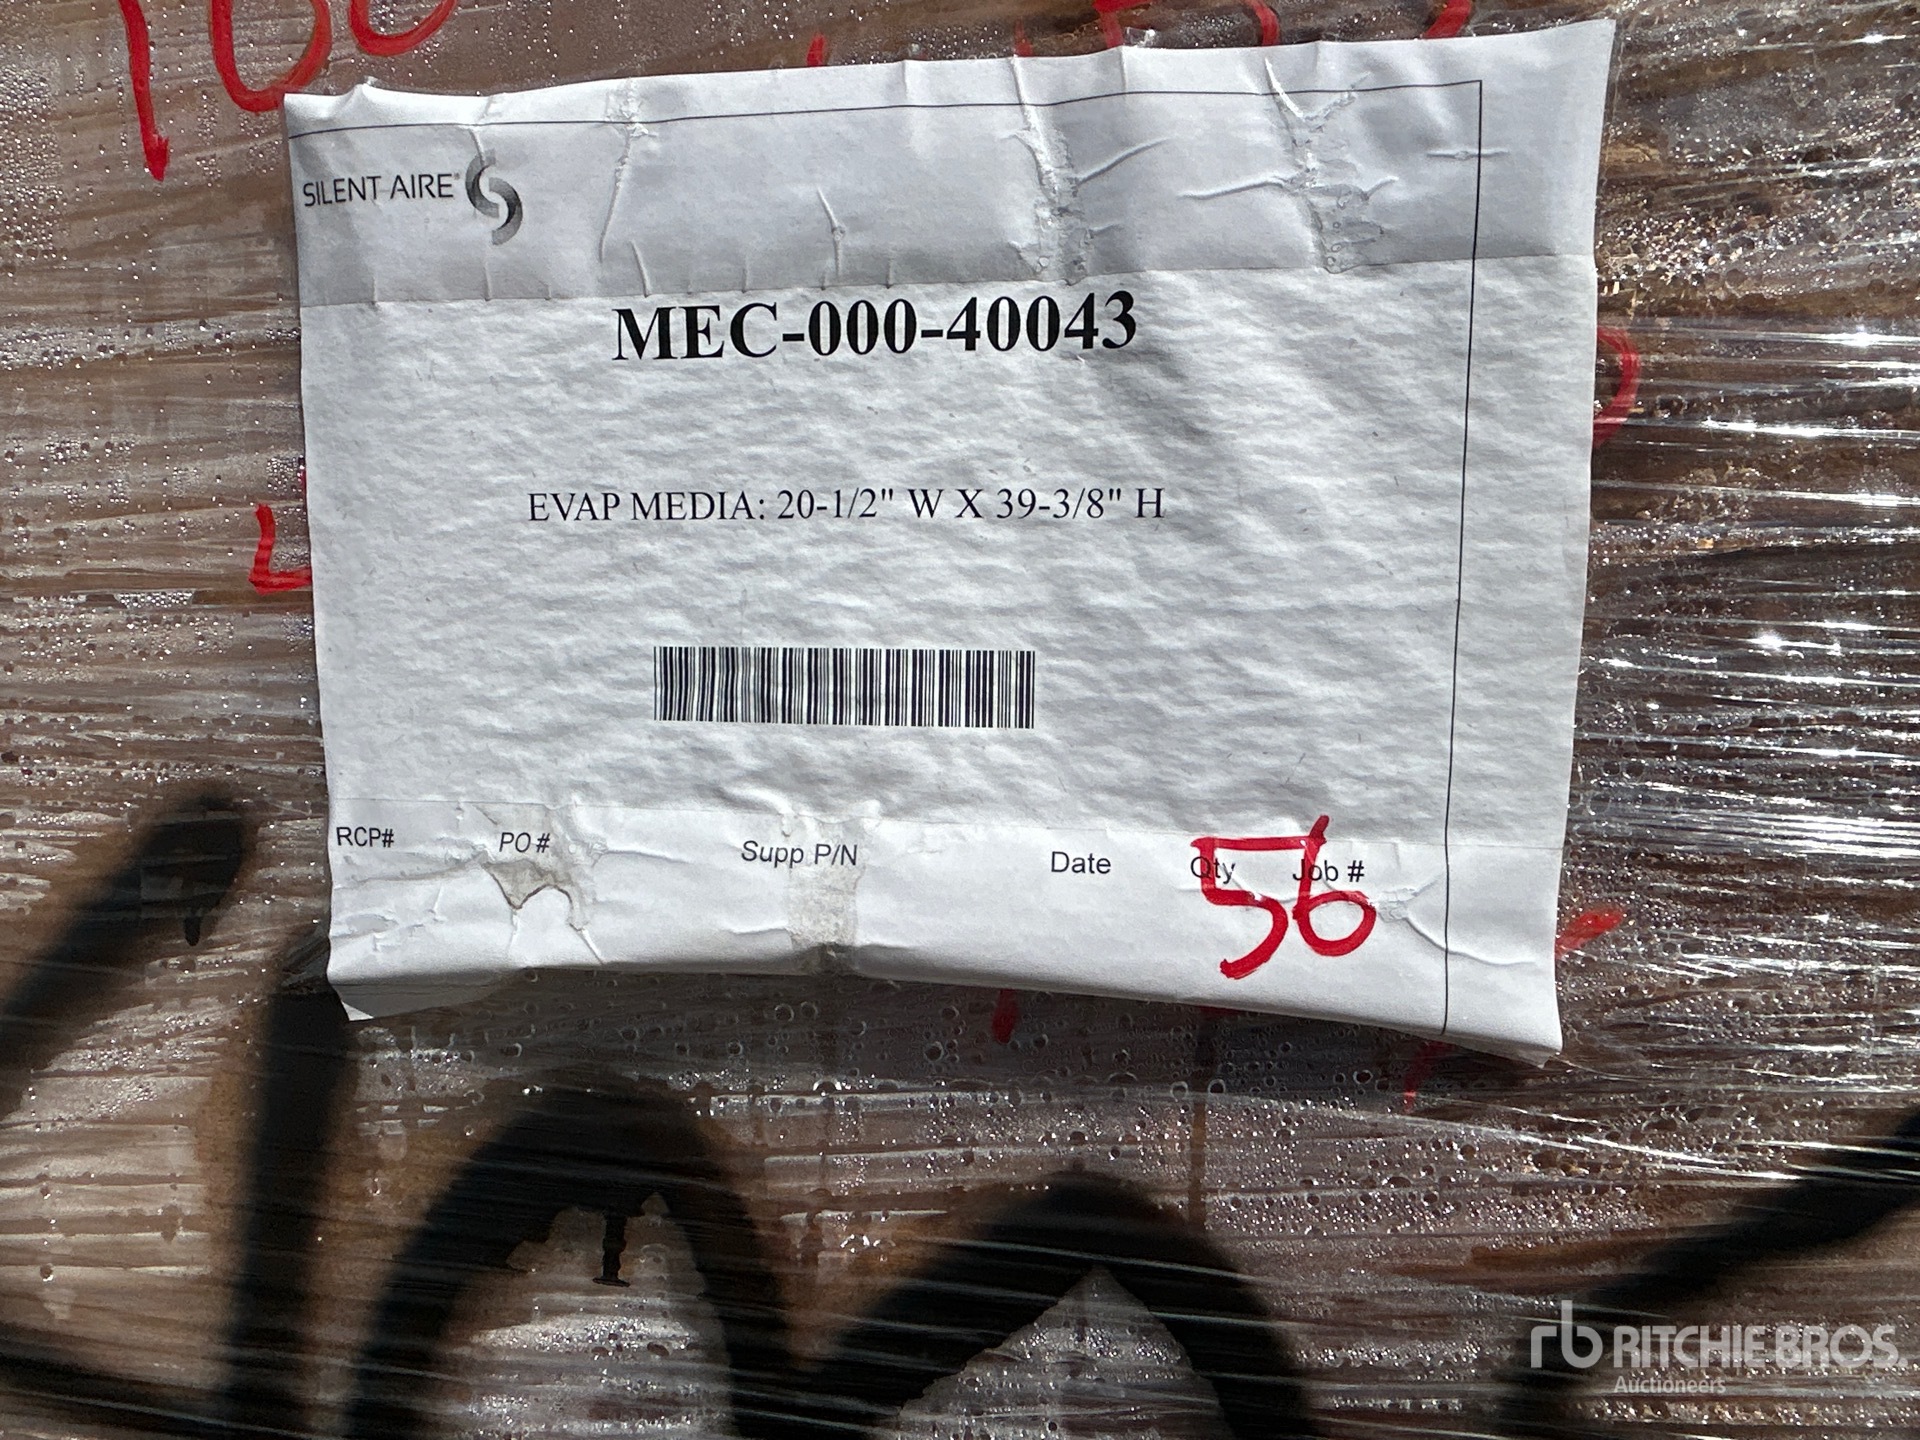 SILENT AIRE
MEC-000-40043
EVAP MEDIA: 20-1/2" W X 39-3/8" H
RCP# PO # Supp P/N Date Qty Job #
56
rb RITCHIE BROS.
Auctioneers